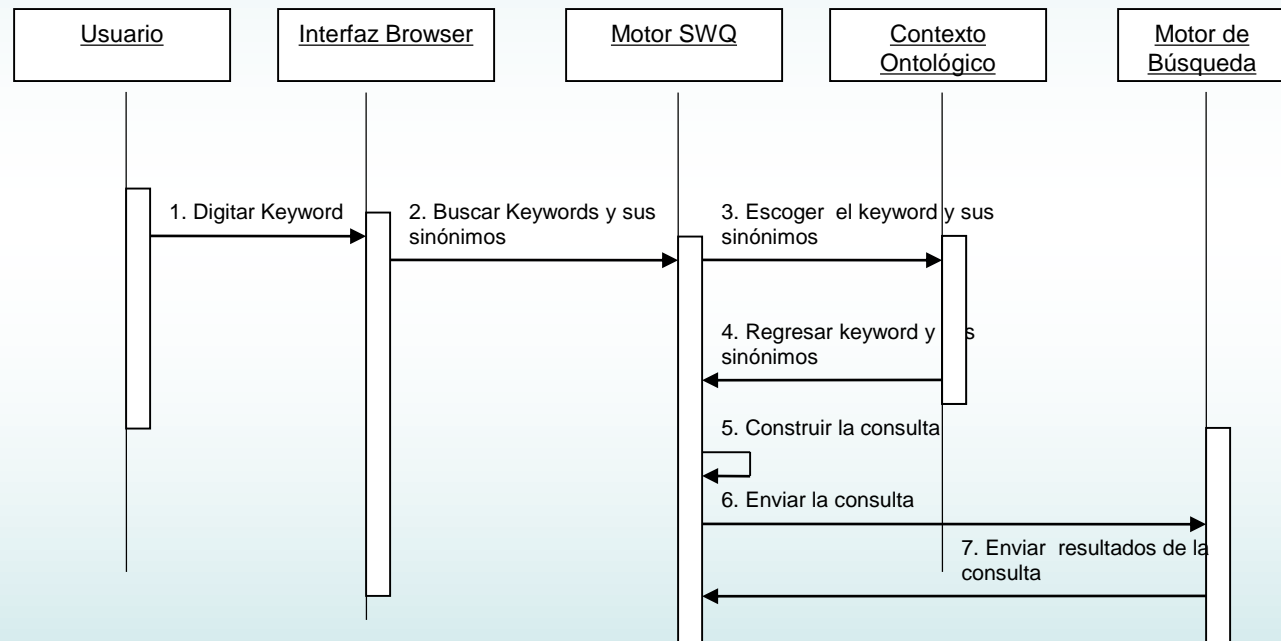 Usuario
Interfaz Browser
Motor SWQ
Contexto
Ontológico
Motor de
Búsqueda
1. Digitar Keyword
2. Buscar Keywords y sus
sinónimos
3. Escoger el keyword y sus
sinónimos
4. Regresar keyword y s
sinónimos
5. Construir la consulta
6. Enviar la consulta
7. Enviar resultados de la
consulta